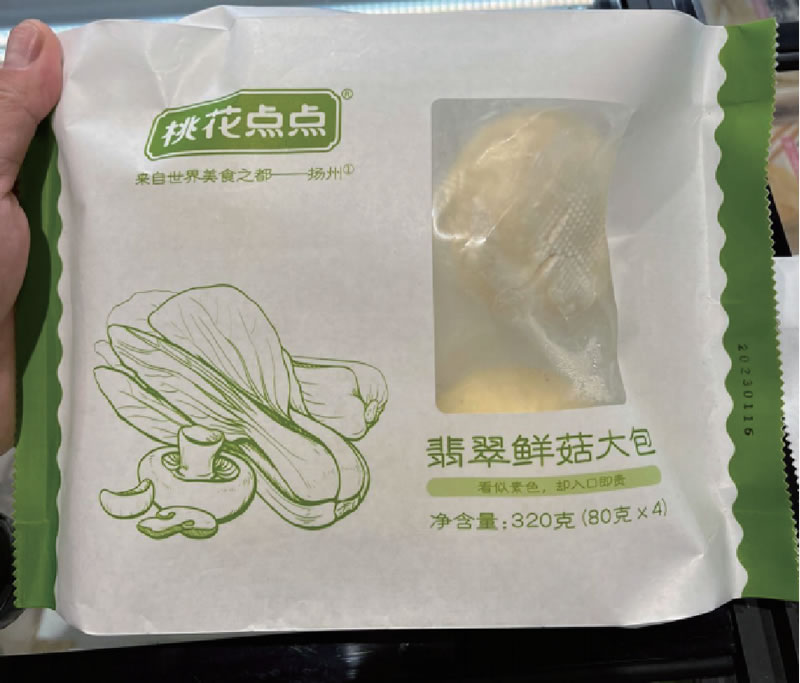 桃花点点®
来自世界美食之都——扬州①
翡翠鲜菇大包
看似素色，却入口即贵
净含量：320克(80克×4)
20230116